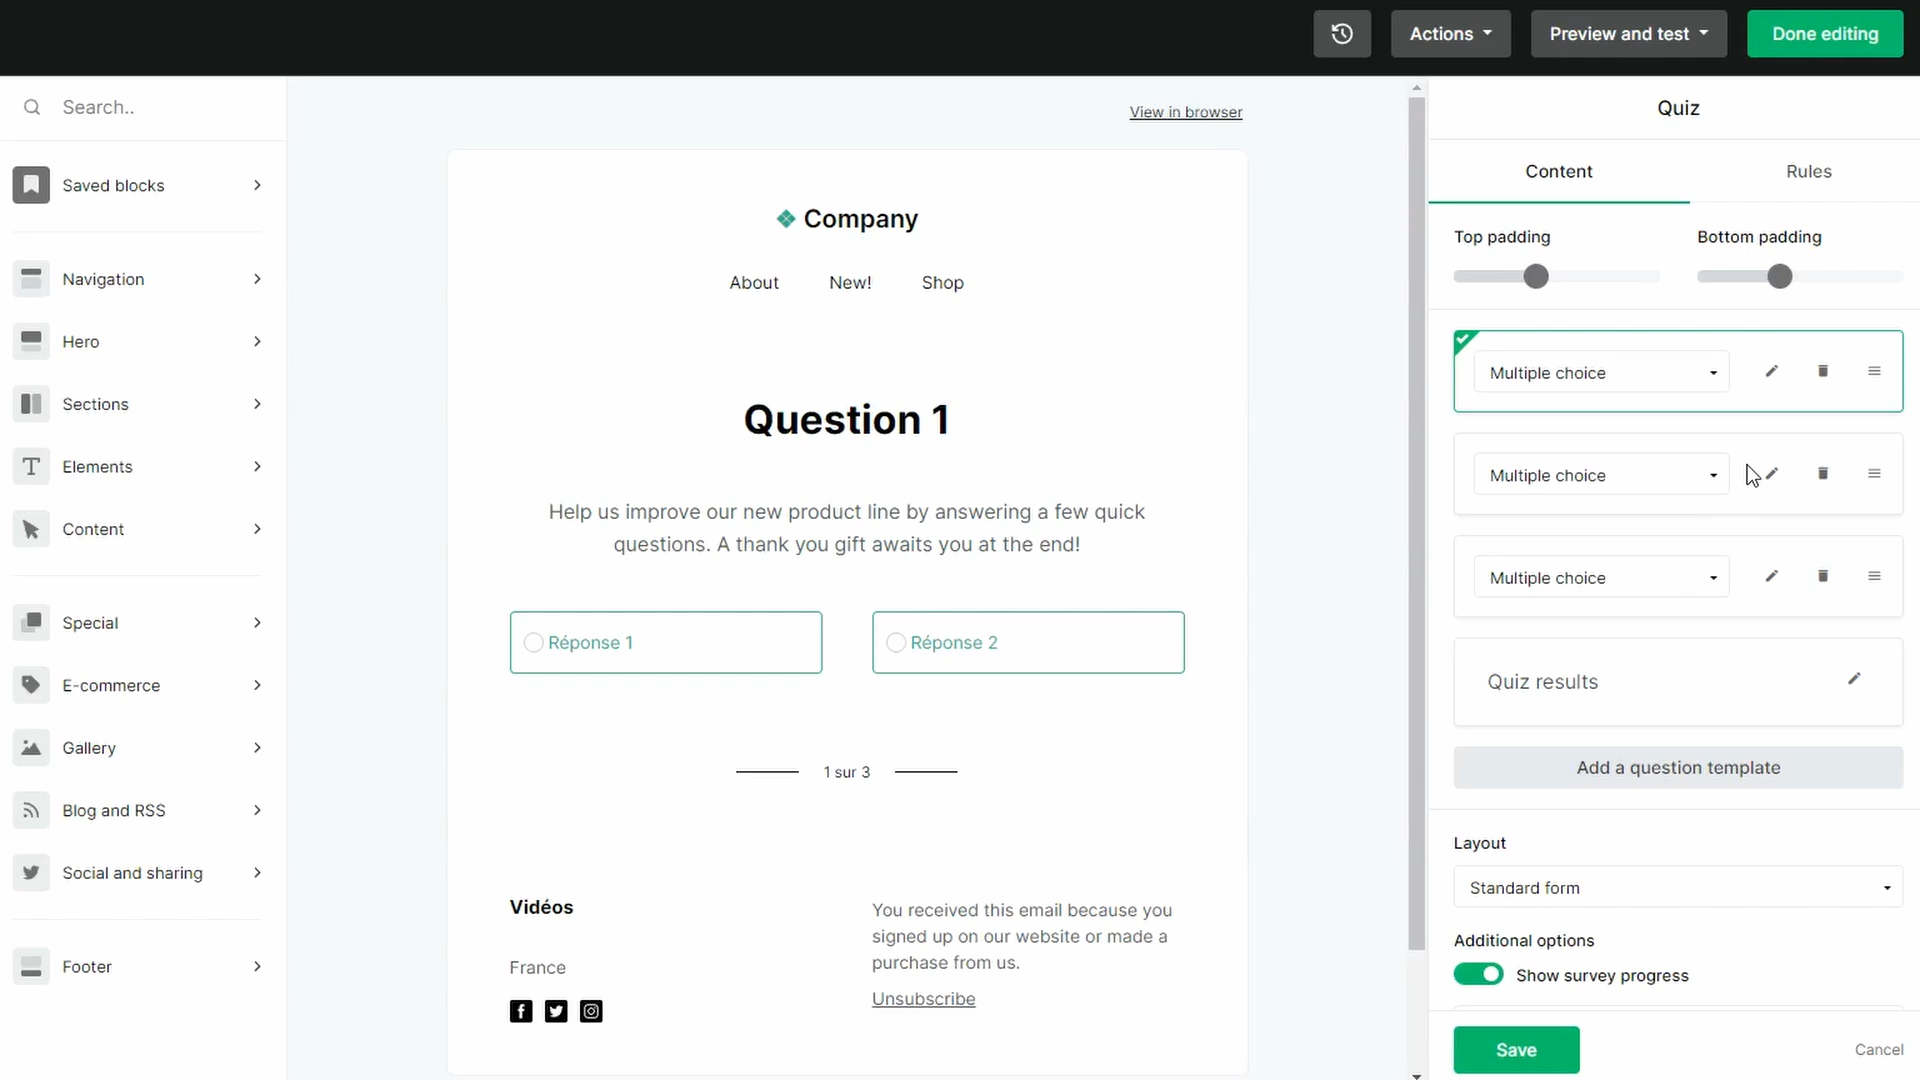 Actions
Preview and test
Done editing
Search..
Saved blocks
Navigation
Hero
Sections
Elements
Content
Special
E-commerce
Gallery
Blog and RSS
Social and sharing
Footer
View in browser
Company
About New! Shop
Question 1
Help us improve our new product line by answering a few quick
questions. A thank you gift awaits you at the end!
Réponse 1
Réponse 2
1 sur 3
Vidéos
France
You received this email because you
signed up on our website or made a
purchase from us.
Unsubscribe
Quiz
Content Rules
Top padding Bottom padding
Multiple choice
Multiple choice
Multiple choice
Quiz results
Add a question template
Layout
Standard form
Additional options
Show survey progress
Save Cancel